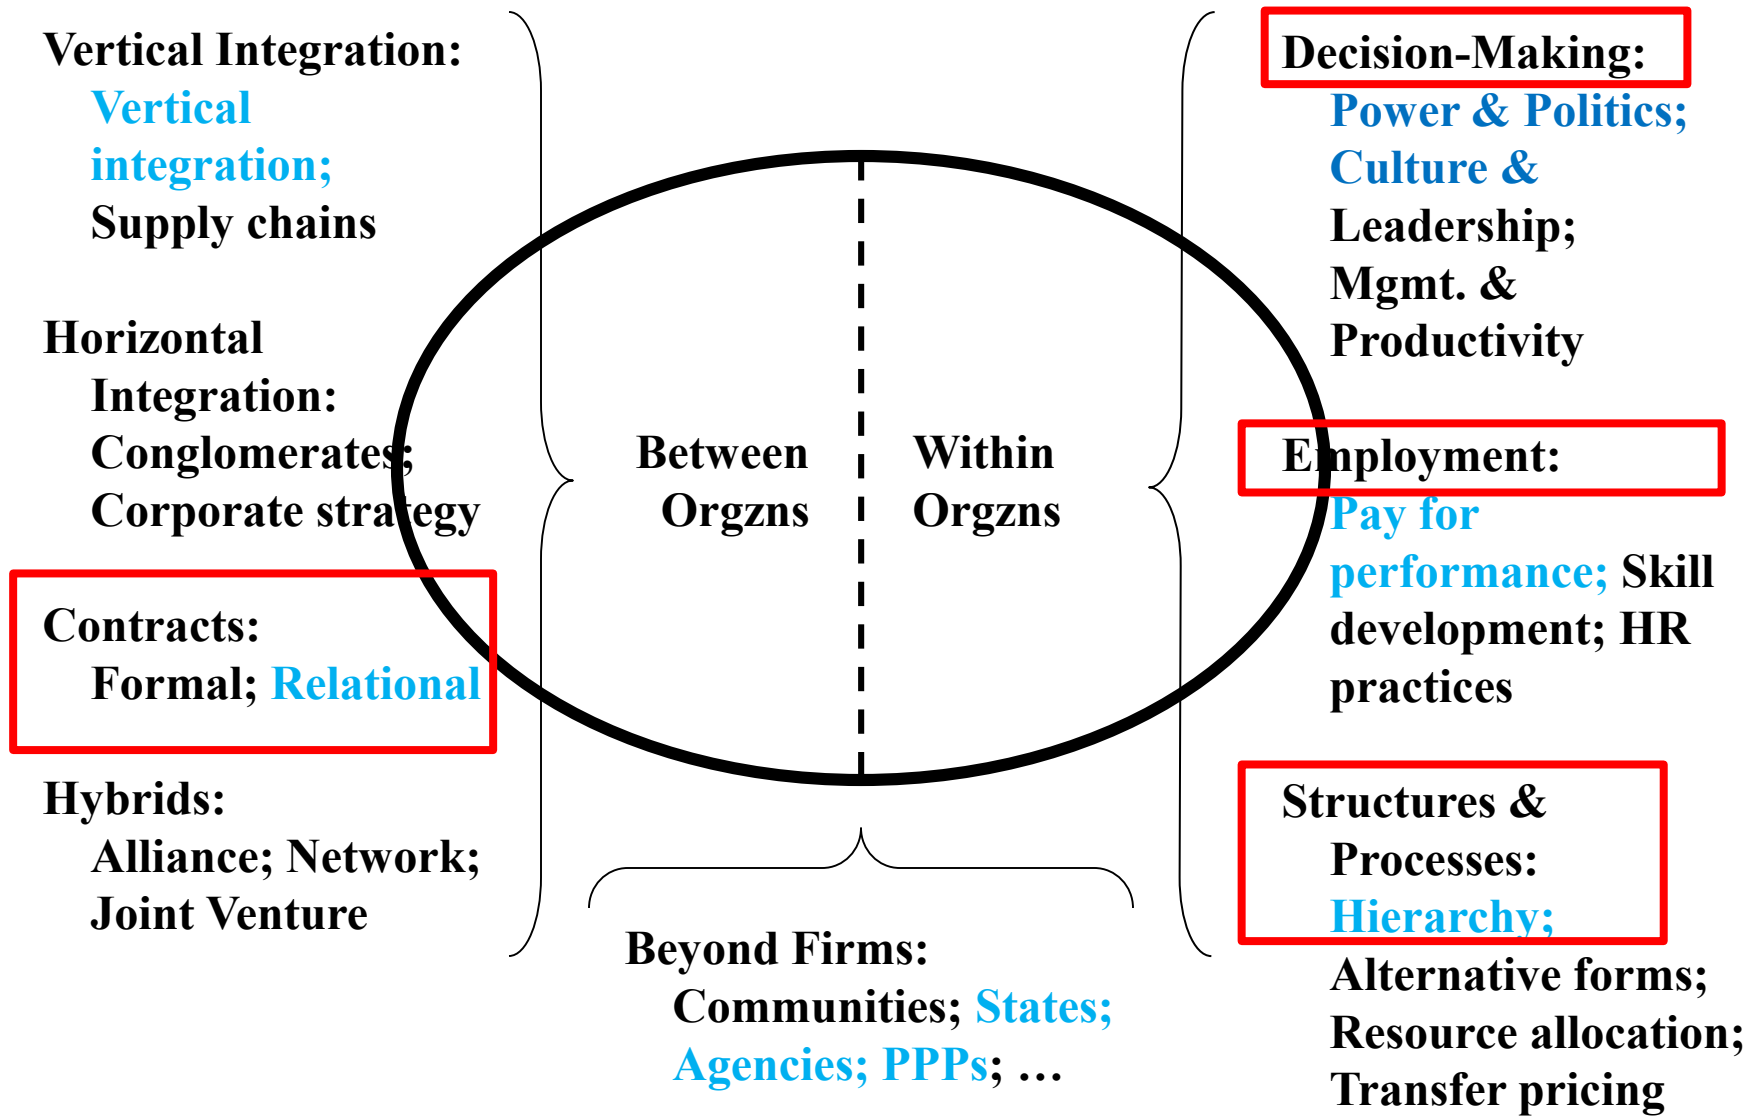 Vertical Integration:
Vertical
integration;
Supply chains
Horizontal
Integration:
Conglomerates;
Corporate strategy
Contracts:
Formal; Relational
Hybrids:
Alliance; Network;
Joint Venture
Between
Orgzns
Within
Orgzns
Beyond Firms:
Communities; States;
Agencies; PPPs; …
Decision-Making:
Power & Politics;
Culture &
Leadership;
Mgmt. &
Productivity
Employment:
Pay for
performance; Skill
development; HR
practices
Structures &
Processes:
Hierarchy;
Alternative forms;
Resource allocation;
Transfer pricing